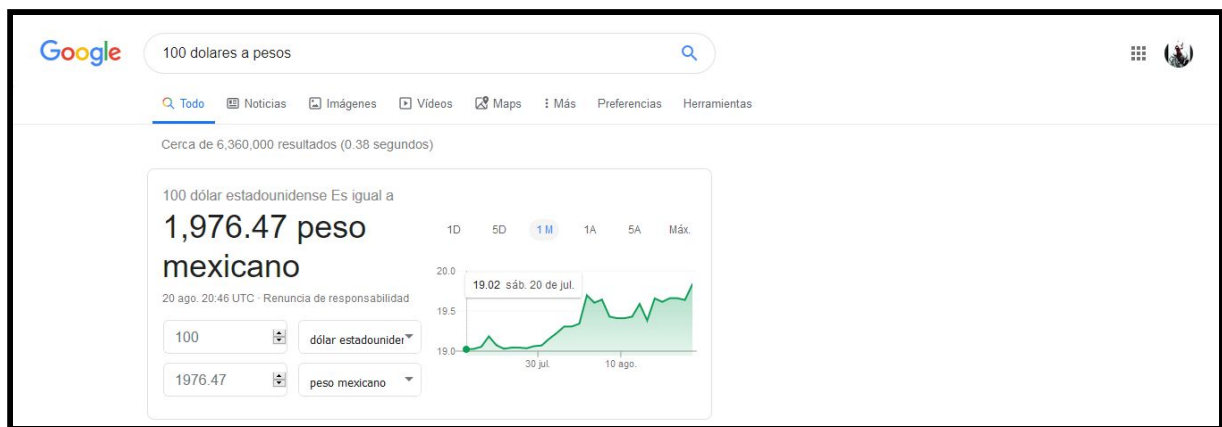 Google
100 dolares a pesos
Todo Noticias Imágenes Vídeos Maps Más Preferencias Herramientas
Cerca de 6,360,000 resultados (0.38 segundos)
100 dólar estadounidense Es igual a
1,976.47 peso
mexicano
20 ago. 20:46 UTC · Renuncia de responsabilidad
100 dólar estadounider
1976.47 peso mexicano
1D 5D 1 M 1A 5A Máx.
20.0
19.02 sáb. 20 de jul.
19.5
19.0
30 jul. 10 ago.